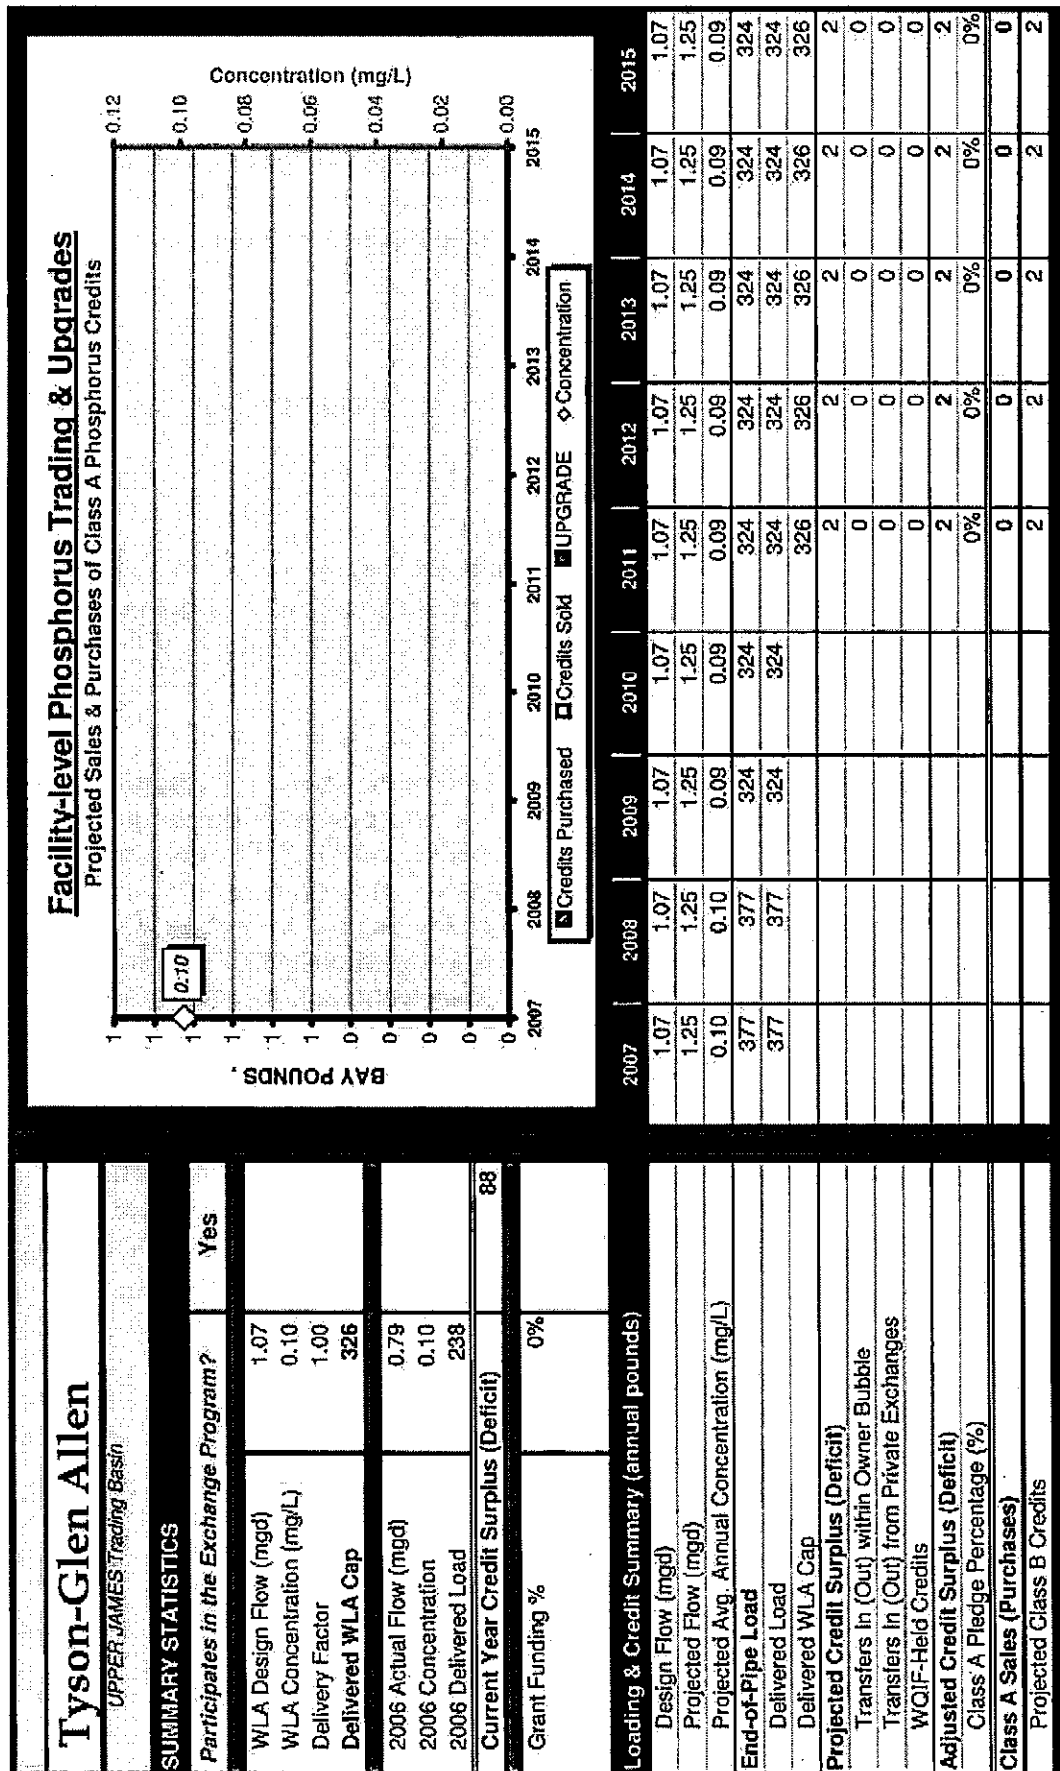 Tyson-Glen Allen
UPPER JAMES Trading Basin
SUMMARY STATISTICS
Participates in the Exchange Program? Yes
WLA Design Flow (mgd) 1.07
WLA Concentration (mg/L) 0.10
Delivery Factor 1.00
Delivered WLA Cap 326
2006 Actual Flow (mgd) 0.79
2006 Concentration 0.10
2006 Delivered Load 238
Current Year Credit Surplus (Deficit) 88
Grant Funding % 0%
Facility-level Phosphorus Trading & Upgrades
Projected Sales & Purchases of Class A Phosphorus Credits
BAY POUNDS
1
1
1
1
1
1
0
0
0
0
0
0.10
Concentration (mg/L)
0.12
0.10
0.08
0.06
0.04
0.02
0.00
2007 2008 2009 2010 2011 2012 2013 2014 2015
Credits Purchased Credits Sold UPGRADE Concentration
Loading & Credit Summary (annual pounds) 2007 2008 2009 2010 2011 2012 2013 2014 2015
Design Flow (mgd) 1.07 1.07 1.07 1.07 1.07 1.07 1.07 1.07 1.07
Projected Flow (mgd) 1.25 1.25 1.25 1.25 1.25 1.25 1.25 1.25 1.25
Projected Avg. Annual Concentration (mg/L) 0.10 0.10 0.09 0.09 0.09 0.09 0.09 0.09 0.09
End-of-Pipe Load 377 377 324 324 324 324 324 324 324
Delivered Load 377 377 324 324 324 324 324 324 324
Delivered WLA Cap 326 326 326 326 326
Projected Credit Surplus (Deficit) 2 2 2 2 2
Transfers In (Out) within Owner Bubble 0 0 0 0 0
Transfers In (Out) from Private Exchanges 0 0 0 0 0
WQIF-Held Credits 0 0 0 0 0
Adjusted Credit Surplus (Deficit) 2 2 2 2 2
Class A Pledge Percentage (%) 0% 0% 0% 0% 0%
Class A Sales (Purchases) 0 0 0 0 0
Projected Class B Credits 2 2 2 2 2